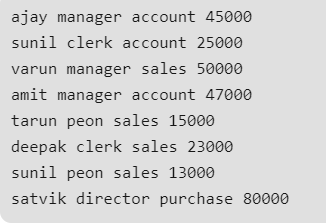 ajay manager account 45000
sunil clerk account 25000
varun manager sales 50000
amit manager account 47000
tarun peon sales 15000
deepak clerk sales 23000
sunil peon sales 13000
satvik director purchase 80000